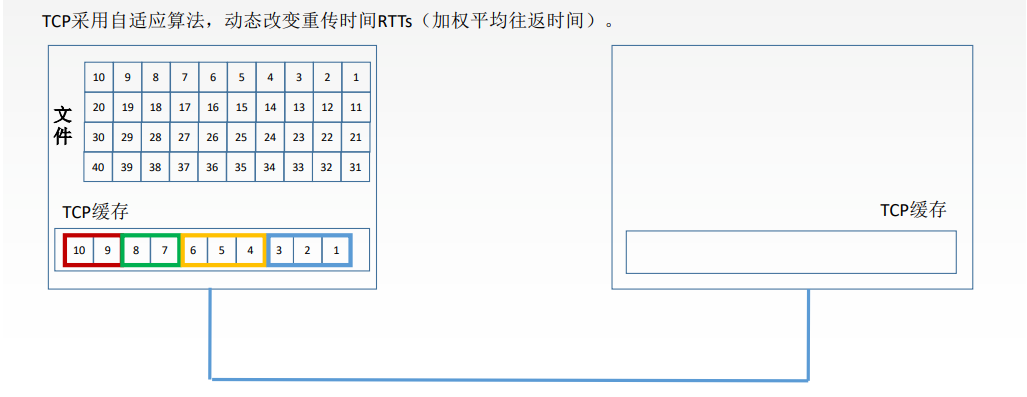 TCP采用自适应算法，动态改变重传时间RTTs（加权平均往返时间）。
文件
10 9 8 7 6 5 4 3 2 1
20 19 18 17 16 15 14 13 12 11
30 29 28 27 26 25 24 23 22 21
40 39 38 37 36 35 34 33 32 31
TCP缓存
10 9 8 7 6 5 4 3 2 1
TCP缓存